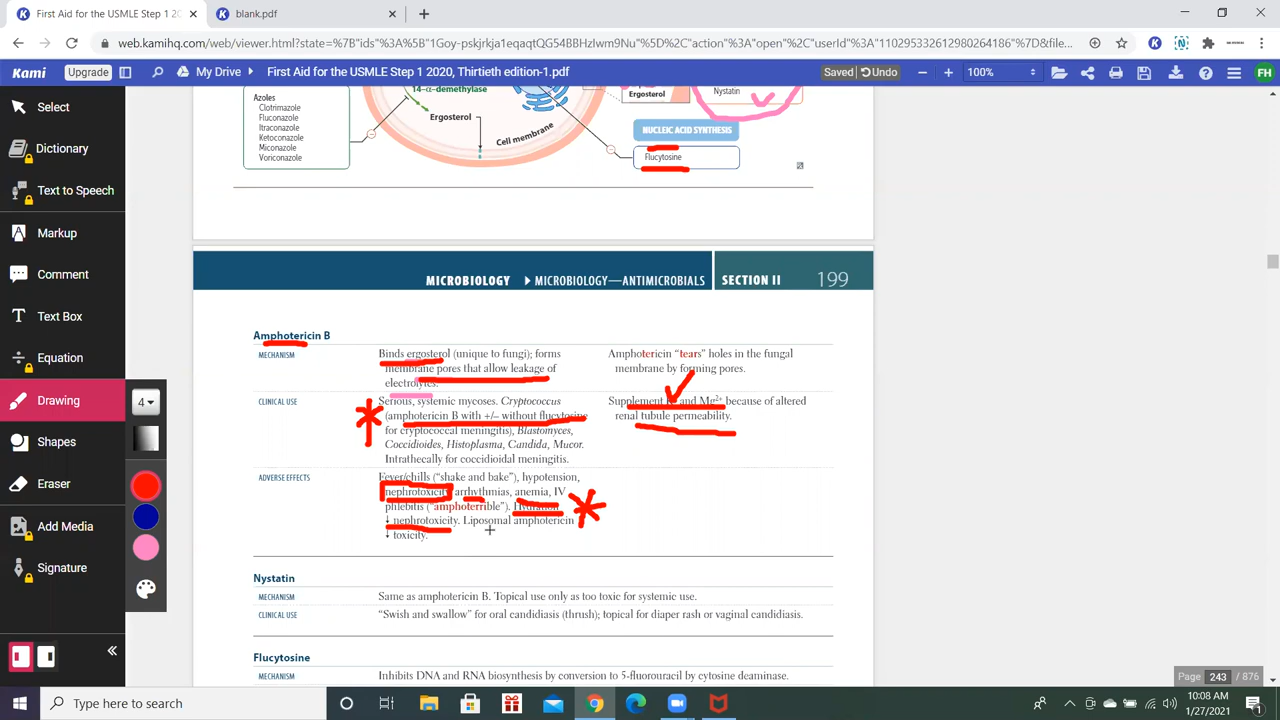 First Aid for the USMLE Step 1 20
blank.pdf
web.kamihq.com/web/viewer.html?state=%7B"ids"%3A%5B"1Goy-pskjrkja1eqaqtQG54BBHzlwm9Nu"%5D%2C"action"%3A"open"%2C"userId"%3A"110295332612980264186"%7D&file...
Kami
Upgrade
My Drive
First Aid for the USMLE Step 1 2020, Thirtieth edition-1.pdf
Saved
Undo
100%
FH
Select
Dictionary
Text to Speech
Markup
Comment
Text Box
Equation
Drawing
Shapes
Eraser
Add Media
Signature
4
Azoles
Clotrimazole
Fluconazole
Itraconazole
Ketoconazole
Miconazole
Voriconazole
14-α-demethylase
Ergosterol
Cell membrane
Ergosterol
Nystatin
NUCLEIC ACID SYNTHESIS
Flucytosine
MICROBIOLOGY
MICROBIOLOGY—ANTIMICROBIALS
SECTION II
199
Amphotericin B
MECHANISM
Binds ergosterol (unique to fungi); forms
membrane pores that allow leakage of
electrolytes.
Amphotericin "tears" holes in the fungal
membrane by forming pores.
CLINICAL USE
Serious, systemic mycoses. Cryptococcus
(amphotericin B with +/– without flucytosine
for cryptococcal meningitis), Blastomyces,
Coccidioides, Histoplasma, Candida, Mucor.
Intrathecally for coccidioidal meningitis.
Supplement K+ and Mg2+ because of altered
renal tubule permeability.
ADVERSE EFFECTS
Fever/chills ("shake and bake"), hypotension,
nephrotoxicity, arrhythmias, anemia, IV
phlebitis ("amphoterrible"). Hydration
↓ nephrotoxicity. Liposomal amphotericin
↓ toxicity.
Nystatin
MECHANISM
Same as amphotericin B. Topical use only as too toxic for systemic use.
CLINICAL USE
"Swish and swallow" for oral candidiasis (thrush); topical for diaper rash or vaginal candidiasis.
Flucytosine
MECHANISM
Inhibits DNA and RNA biosynthesis by conversion to 5-fluorouracil by cytosine deaminase.
Page 243 / 876
Type here to search
10:08 AM
1/27/2021